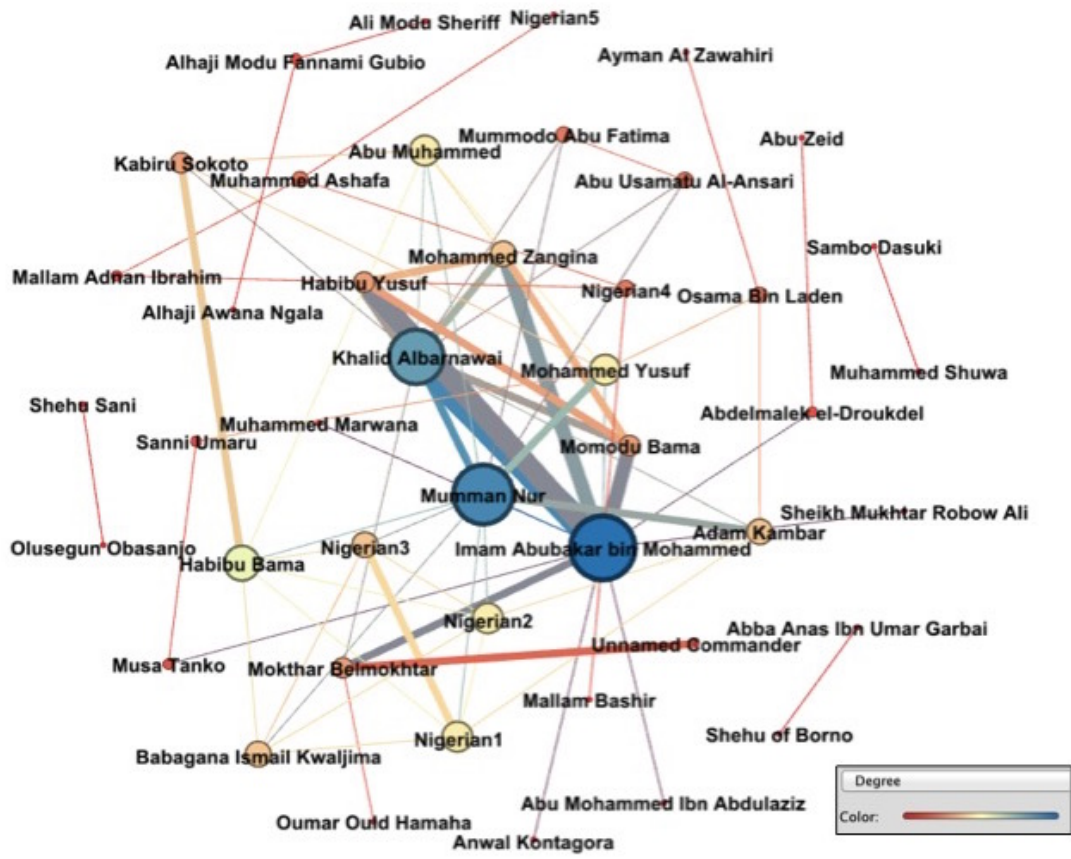 Ali Modu Sheriff
Nigerian5
Alhaji Modu Fannami Gubio
Ayman Al Zawahiri
Mummodo Abu Fatima
Abu Zeid
Abu Muhammed
Kabiru Sokoto
Muhammed Ashafa
Abu Usamatu Al-Ansari
Sambo Dasuki
Mohammed Zangina
Mallam Adnan Ibrahim
Habibu Yusuf
Nigerian4
Osama Bin Laden
Alhaji Awana Ngala
Khalid Albarnawai
Mohammed Yusuf
Muhammed Shuwa
Shehu Sani
Abdelmalek el-Droukdel
Muhammed Marwana
Sanni Umaru
Momodu Bama
Mumman Nur
Sheikh Mukhtar Robow Ali
Adam Kambar
Olusegun Obasanjo
Nigerian3
Imam Abubakar bin Mohammed
Habibu Bama
Nigerian2
Abba Anas Ibn Umar Garbai
Unnamed Commander
Musa Tanko
Mokthar Belmokhtar
Mallam Bashir
Shehu of Borno
Nigerian1
Babagana Ismail Kwaljima
Degree
Abu Mohammed Ibn Abdulaziz
Color:
Oumar Ould Hamaha
Anwal Kontagora